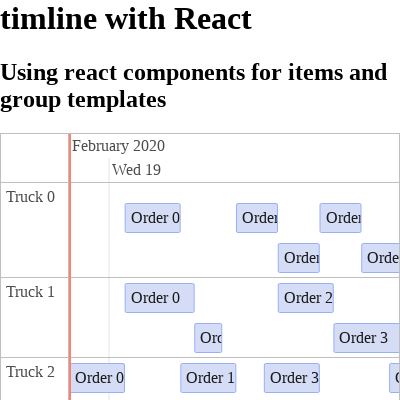 timline with React
Using react components for items and
group templates
February 2020
Wed 19
Truck 0
Order 0
Order
Order
Order
Orde
Truck 1
Order 0
Order 2
Order 3
Truck 2
Order 0
Order 1
Order 3